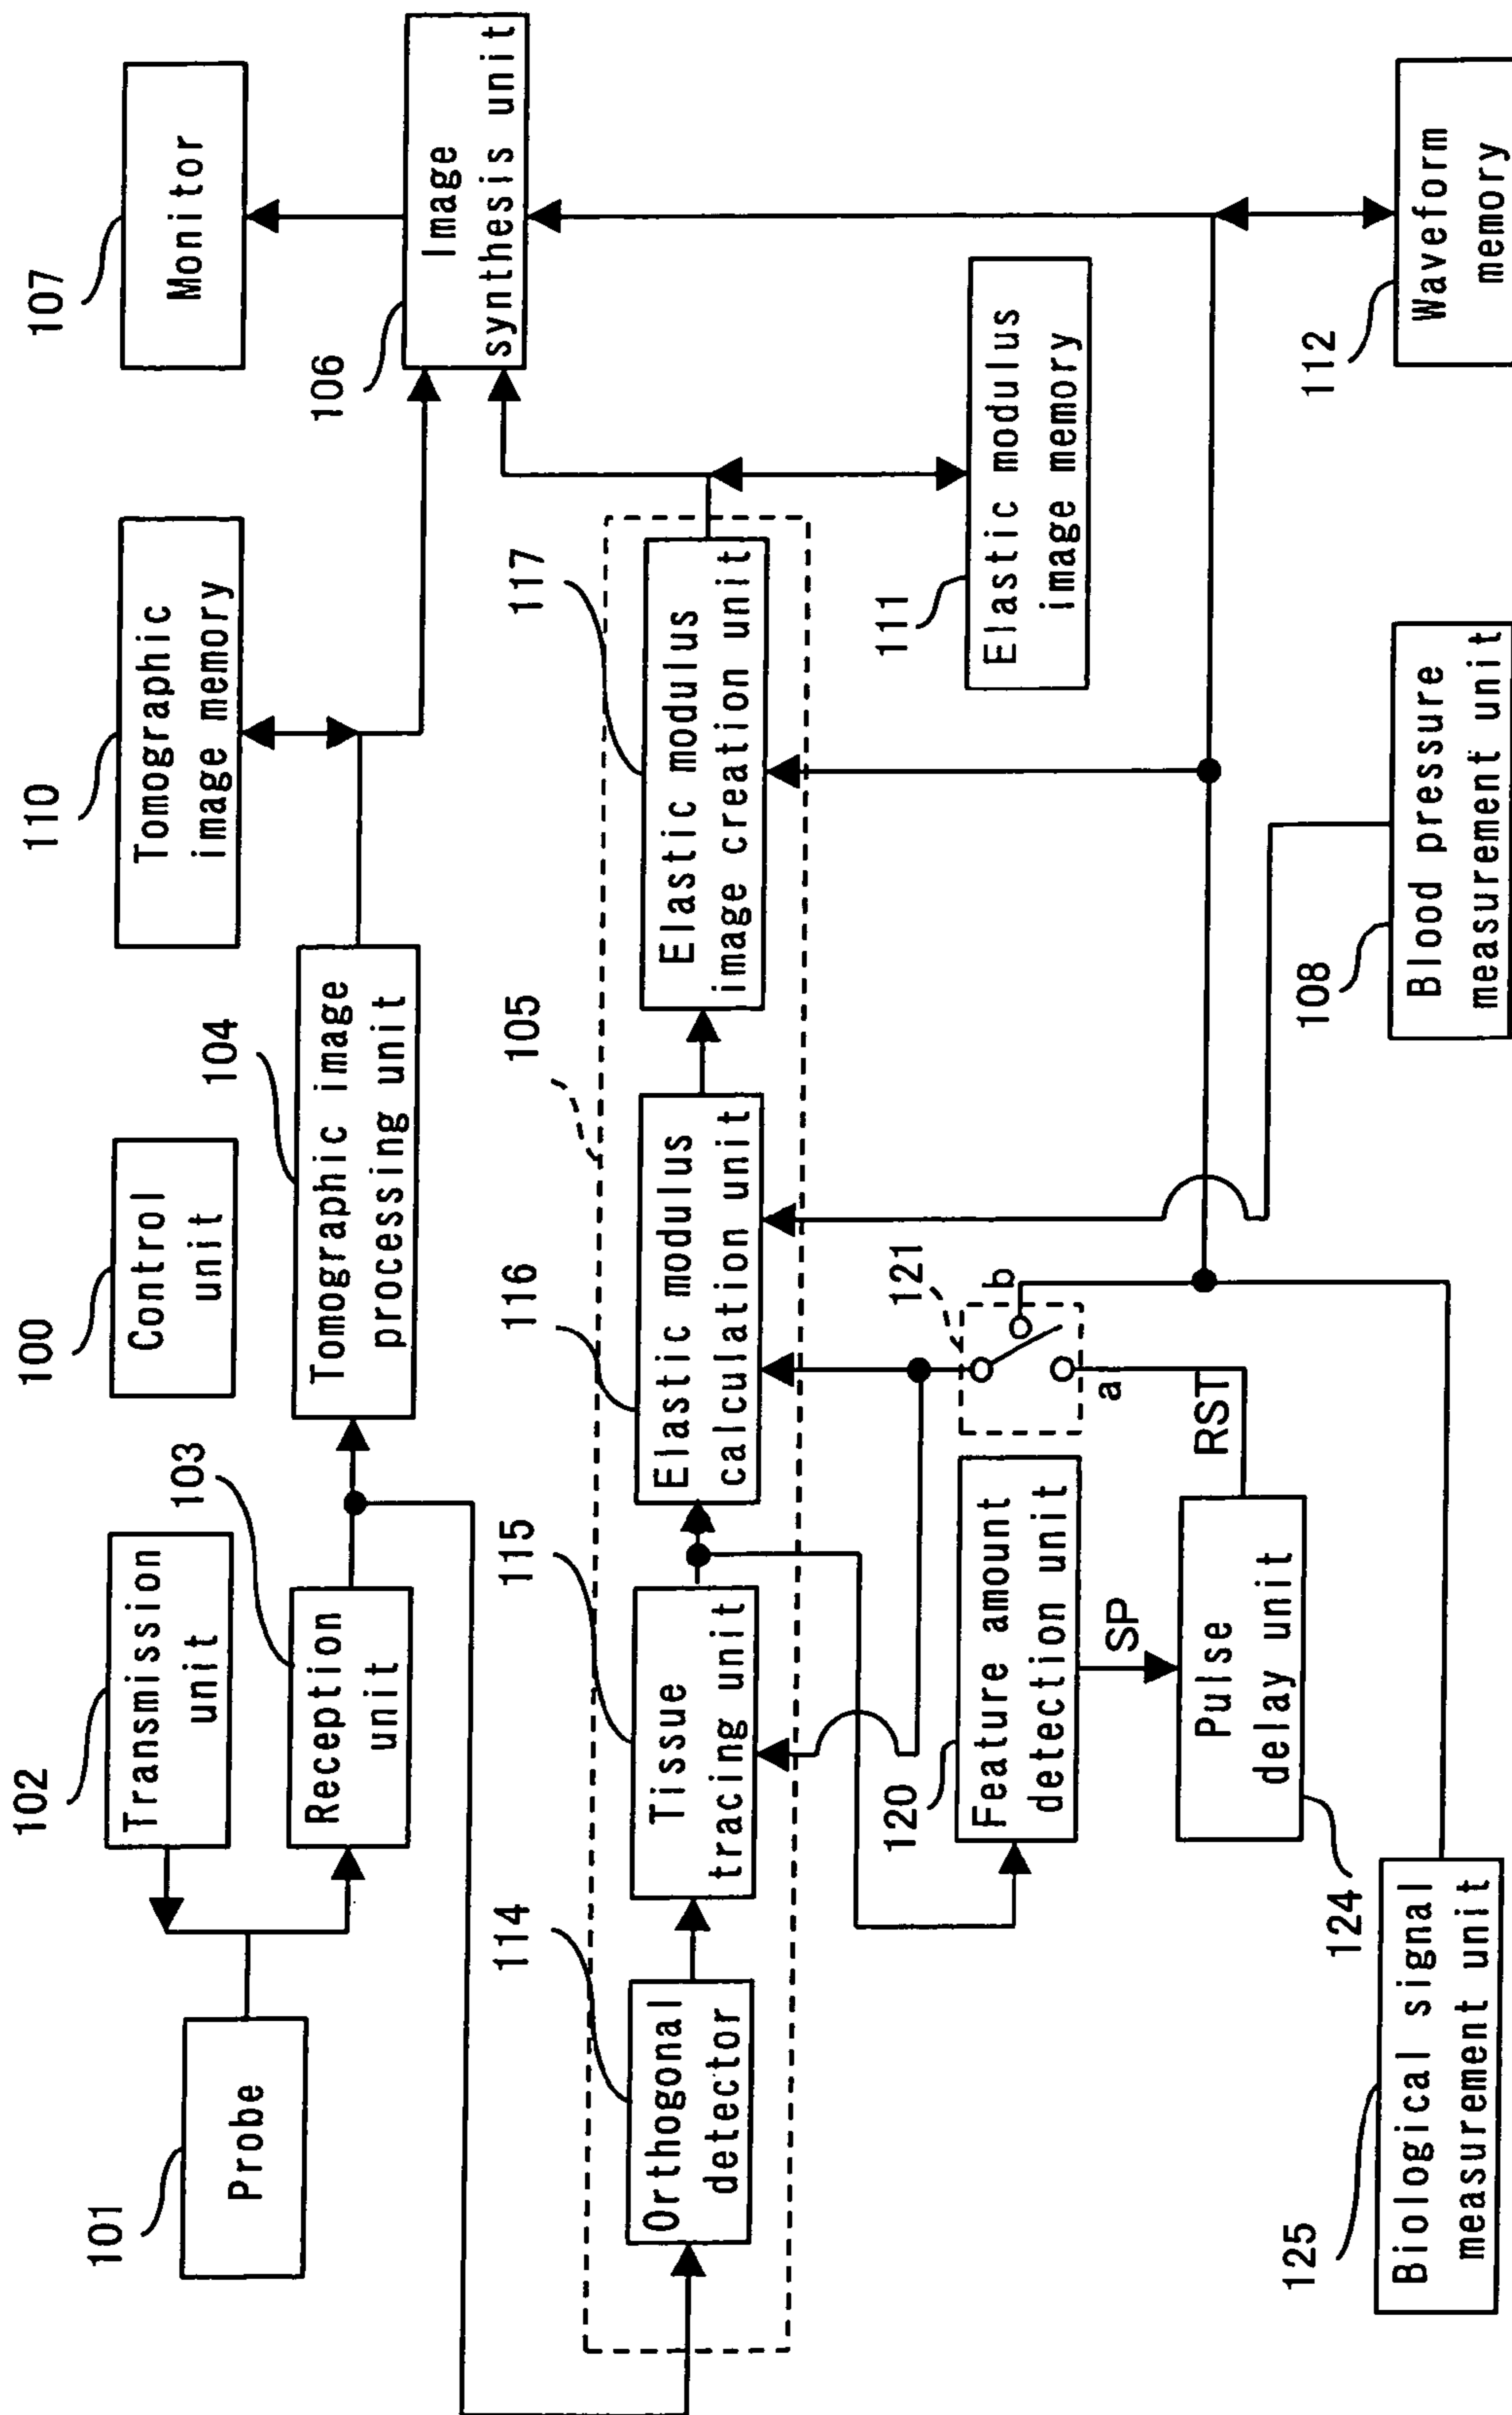 101
Probe
102
Transmission
unit
103
Reception
unit
100
Control
unit
104
Tomographic image
processing unit
110
Tomographic
image memory
107
Monitor
106
Image
synthesis unit
105
114
Orthogonal
detector
115
Tissue
tracing unit
116
Elastic modulus
calculation unit
117
Elastic modulus
image creation unit
111
Elastic modulus
image memory
120
Feature amount
detection unit
121
b
a
SP
RST
Pulse
delay unit
124
125
Biological signal
measurement unit
108
Blood pressure
measurement unit
112
Waveform
memory